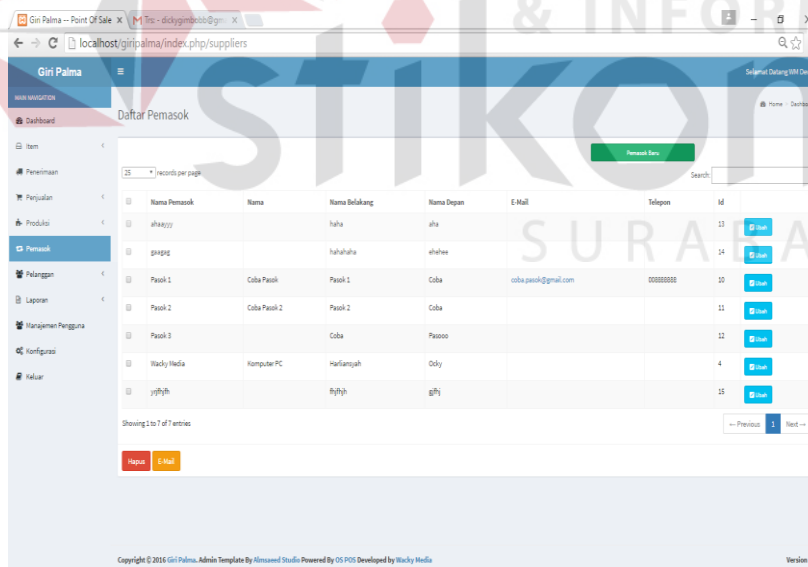 & INFOR
Giri Palma -- Point Of Sale
Trs: - dickygimbobb@gm
localhost/giripalma/index.php/suppliers
Giri Palma
Selamat Datang WM De
MAIN NAVIGATION
Home > Dashbo
Dashboard
Daftar Pemasok
stikom
Item
Pemasok Baru
Penerimaan
25 records per page
Search:
Penjualan
Nama Pemasok Nama Nama Belakang Nama Depan E-Mail Telepon Id
Produksi
ahaayyy haha aha 13 Ubah
SURABA
Pemasok
gaagag hahahaha ehehee 14 Ubah
Pelanggan
Pasok 1 Coba Pasok Pasok 1 Coba coba.pasok@gmail.com 008888888 10 Ubah
Laporan
Pasok 2 Coba Pasok 2 Pasok 2 Coba 11 Ubah
Manajemen Pengguna
Pasok 3 Coba Pasooo 12 Ubah
Konfigurasi
Wacky Media Komputer PC Harliansyah Ocky 4 Ubah
Keluar
yrjfhjfh fhjfhjh gjfhj 15 Ubah
Showing 1 to 7 of 7 entries
← Previous 1 Next →
Hapus E-Mail
Copyright © 2016 Giri Palma. Admin Template By Almsaeed Studio Powered By OS POS Developed by Wacky Media
Version